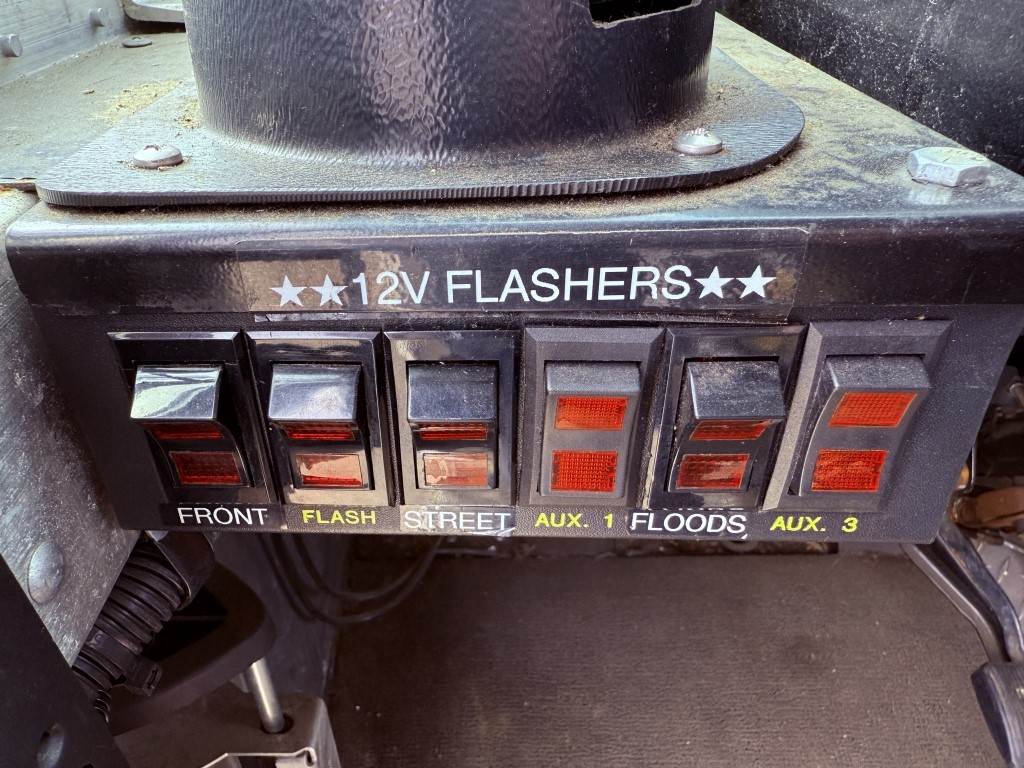 ★★12V FLASHERS★★
FRONT FLASH STREET AUX. 1 FLOODS AUX. 3